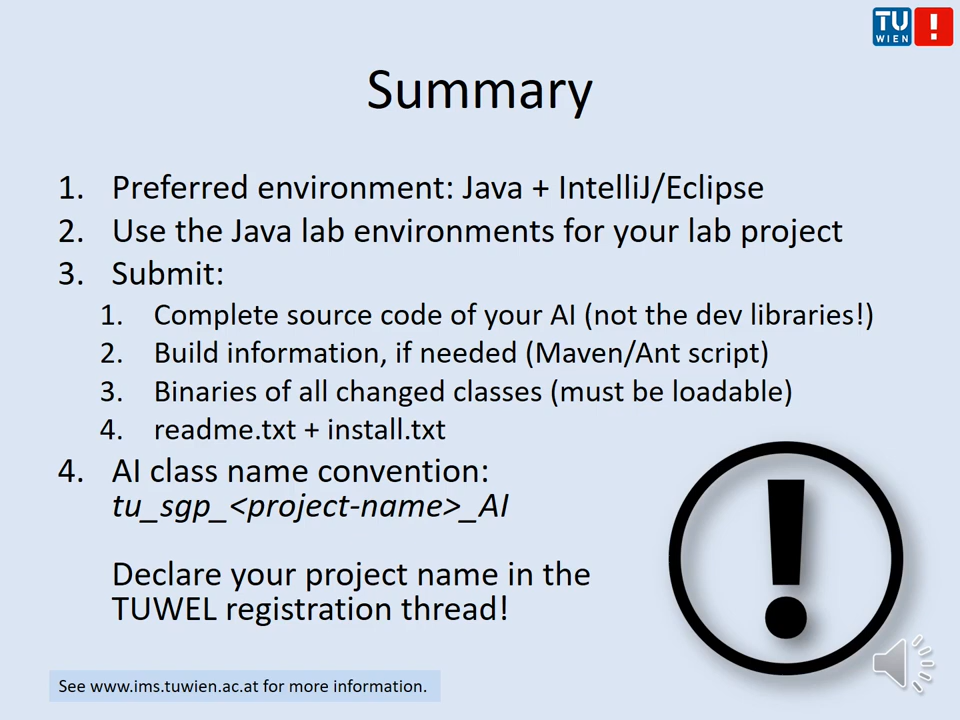 TU
WIEN
!
Summary
1. Preferred environment: Java + IntelliJ/Eclipse
2. Use the Java lab environments for your lab project
3. Submit:
1. Complete source code of your AI (not the dev libraries!)
2. Build information, if needed (Maven/Ant script)
3. Binaries of all changed classes (must be loadable)
4. readme.txt + install.txt
4. AI class name convention:
tu_sgp_<project-name>_AI
Declare your project name in the
TUWEL registration thread!
!
See www.ims.tuwien.ac.at for more information.